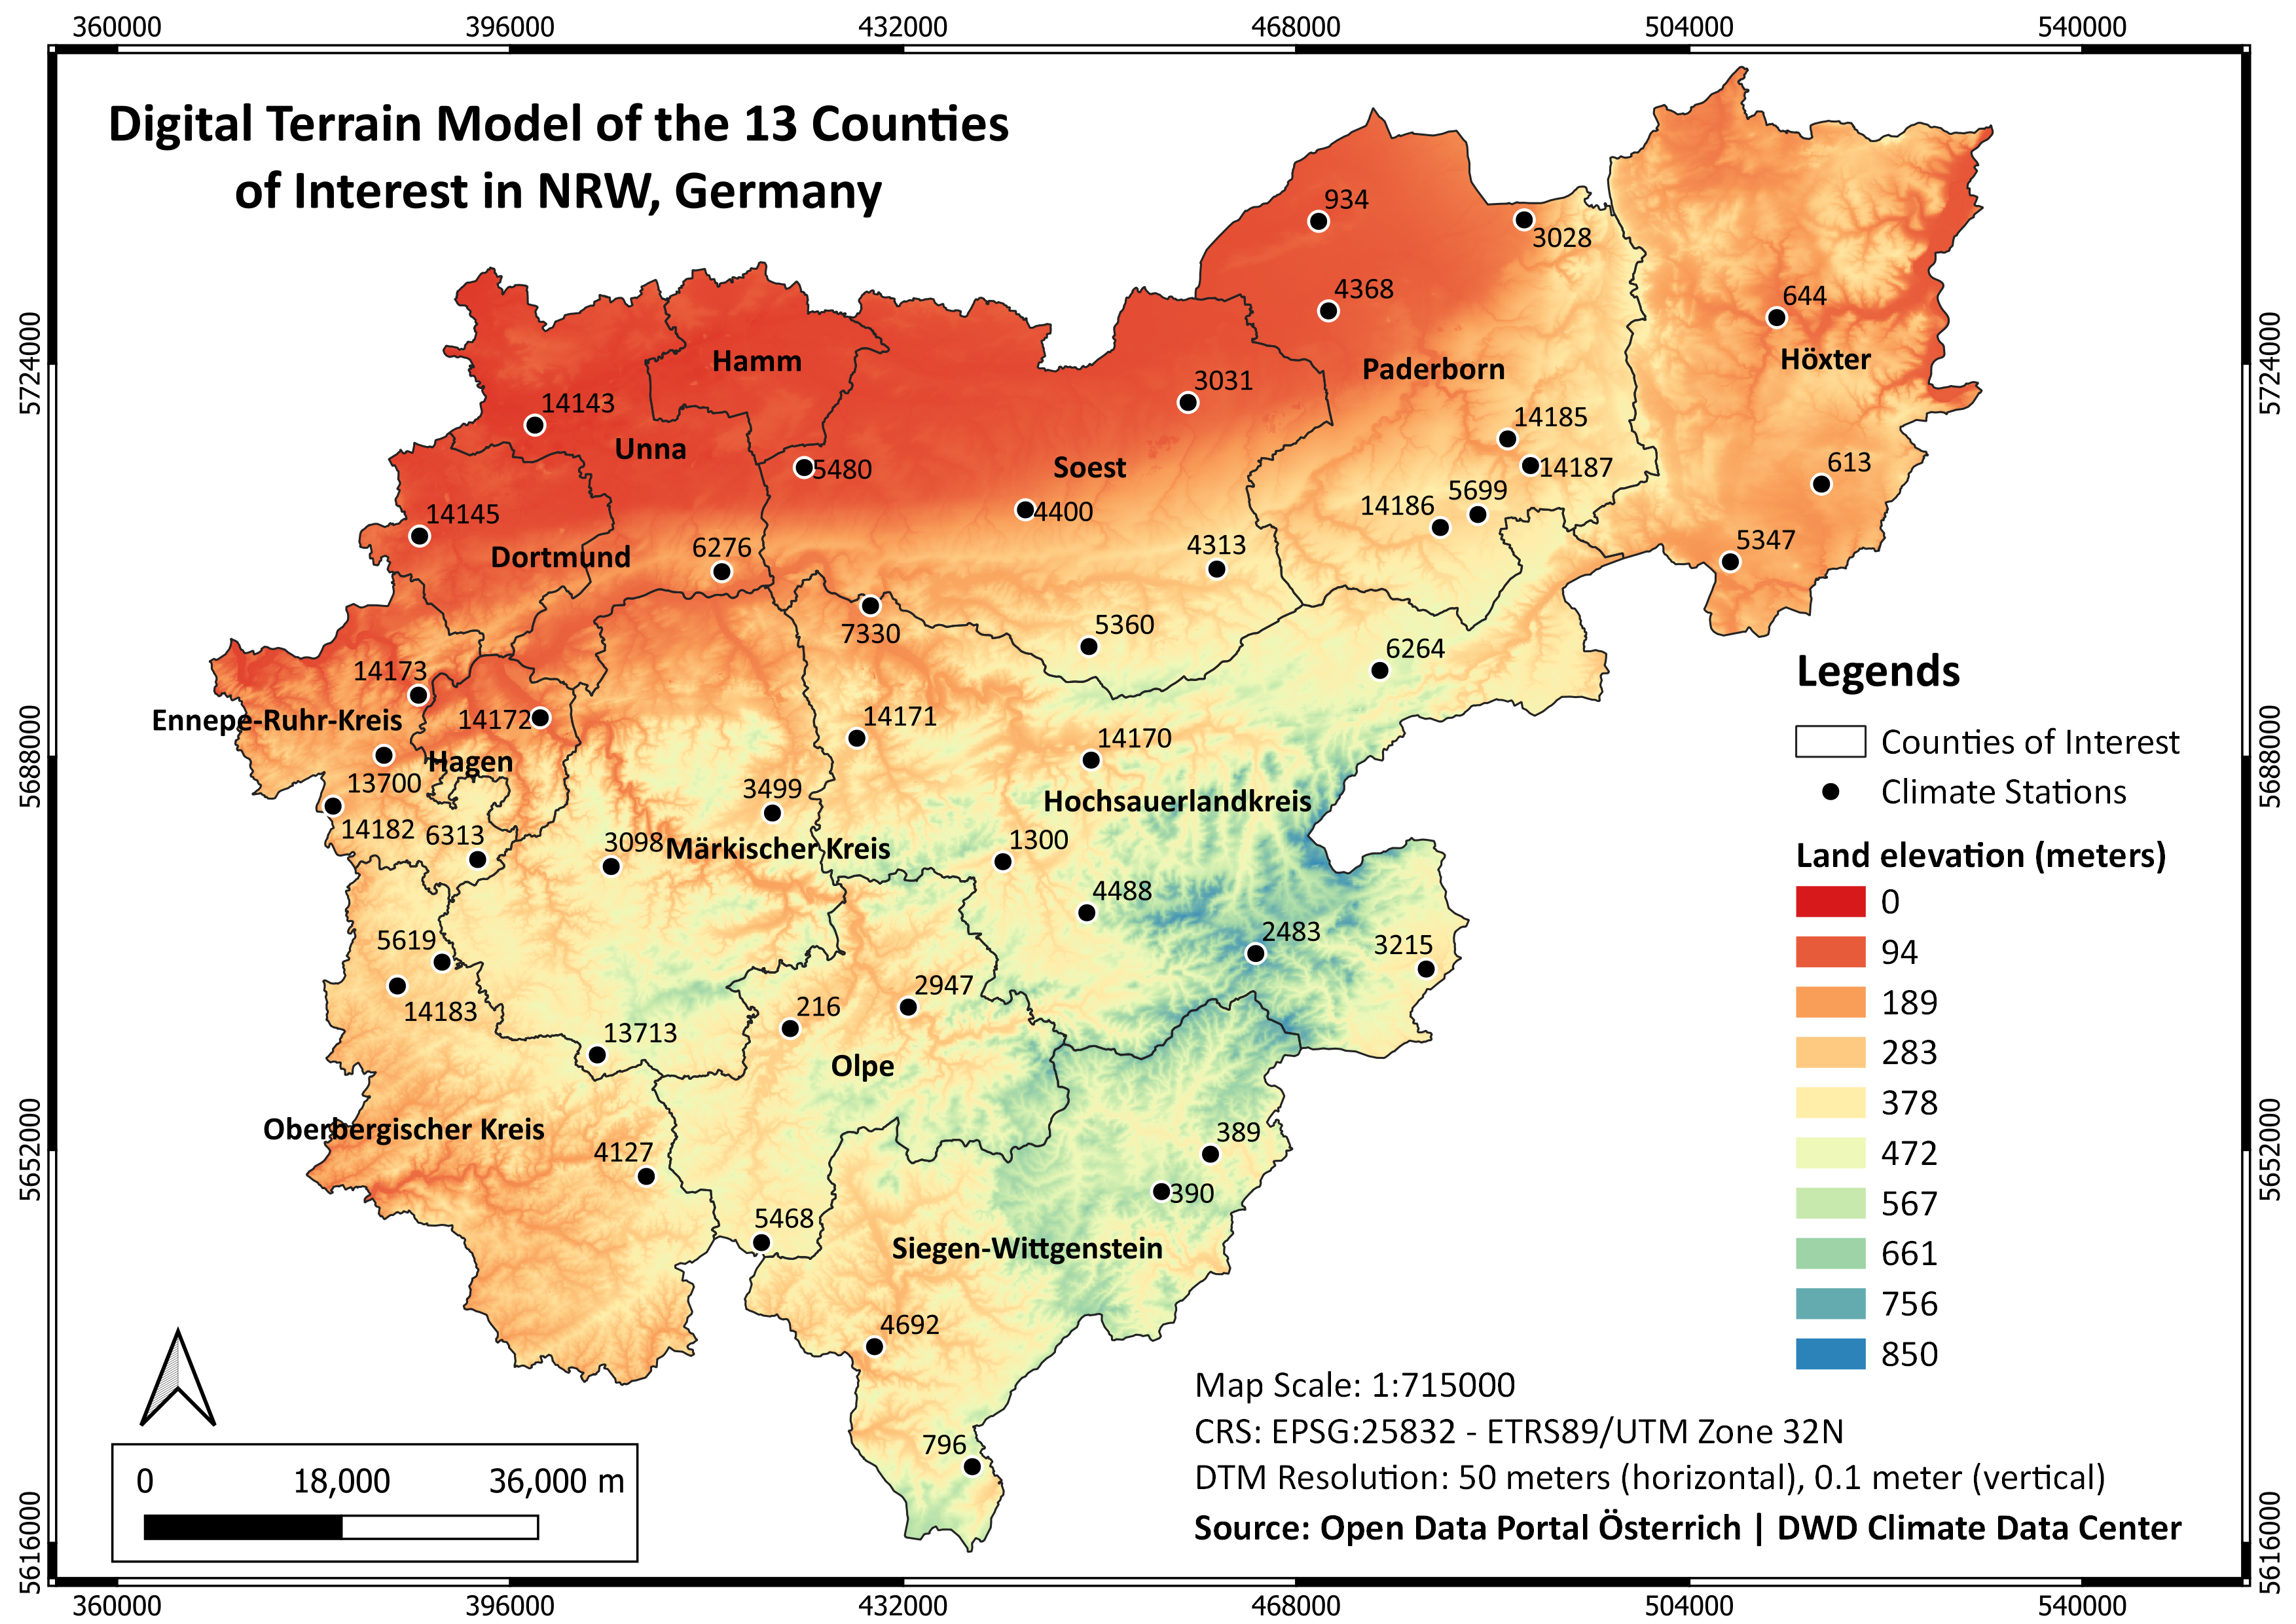 360000 396000 432000 468000 504000 540000
Digital Terrain Model of the 13 Counties
of Interest in NRW, Germany
5724000
5688000
5652000
5616000
5724000
5688000
5652000
5616000
934
3028
4368
644
Hamm
Paderborn
Höxter
3031
14143
14185
Unna
5480
Soest
14187
613
5699
14186
4400
14145
Dortmund
6276
4313
5347
7330
5360
6264
14173
Ennepe-Ruhr-Kreis
14172
14171
14170
Hagen
13700
3499
Hochsauerlandkreis
14182
6313
3098
Märkischer Kreis
1300
4488
5619
2483
3215
14183
216
2947
13713
Olpe
Oberbergischer Kreis
4127
389
390
5468
Siegen-Wittgenstein
4692
796
Legends
Counties of Interest
Climate Stations
Land elevation (meters)
0
94
189
283
378
472
567
661
756
850
Map Scale: 1:715000
CRS: EPSG:25832 - ETRS89/UTM Zone 32N
DTM Resolution: 50 meters (horizontal), 0.1 meter (vertical)
Source: Open Data Portal Österrich | DWD Climate Data Center
0 18,000 36,000 m
360000 396000 432000 468000 504000 540000